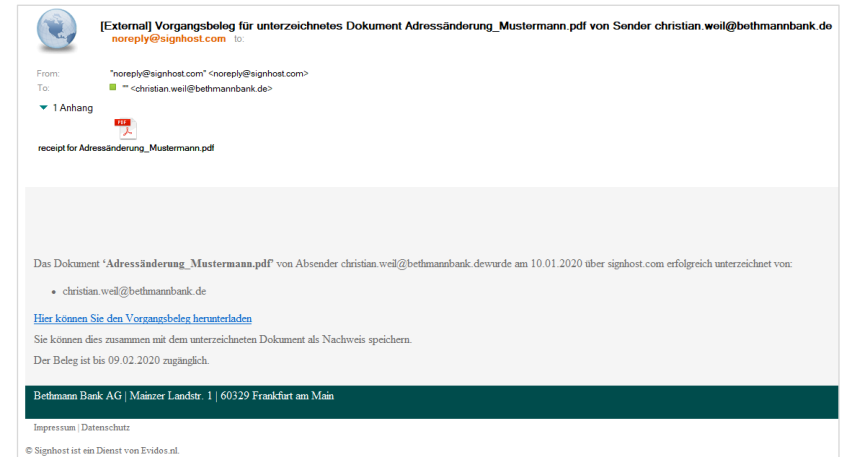 [External] Vorgangsbeleg für unterzeichnetes Dokument Adressänderung_Mustermann.pdf von Sender christian.weil@bethmannbank.de
noreply@signhost.com to:
From: "noreply@signhost.com" <noreply@signhost.com>
To: "" <christian.weil@bethmannbank.de>
1 Anhang
PDF
receipt for Adressänderung_Mustermann.pdf
Das Dokument ‘Adressänderung_Mustermann.pdf’ von Absender christian.weil@bethmannbank.dewurde am 10.01.2020 über signhost.com erfolgreich unterzeichnet von:
• christian.weil@bethmannbank.de
Hier können Sie den Vorgangsbeleg herunterladen
Sie können dies zusammen mit dem unterzeichneten Dokument als Nachweis speichern.
Der Beleg ist bis 09.02.2020 zugänglich.
Bethmann Bank AG | Mainzer Landstr. 1 | 60329 Frankfurt am Main
Impressum | Datenschutz
© Signhost ist ein Dienst von Evidos.nl.